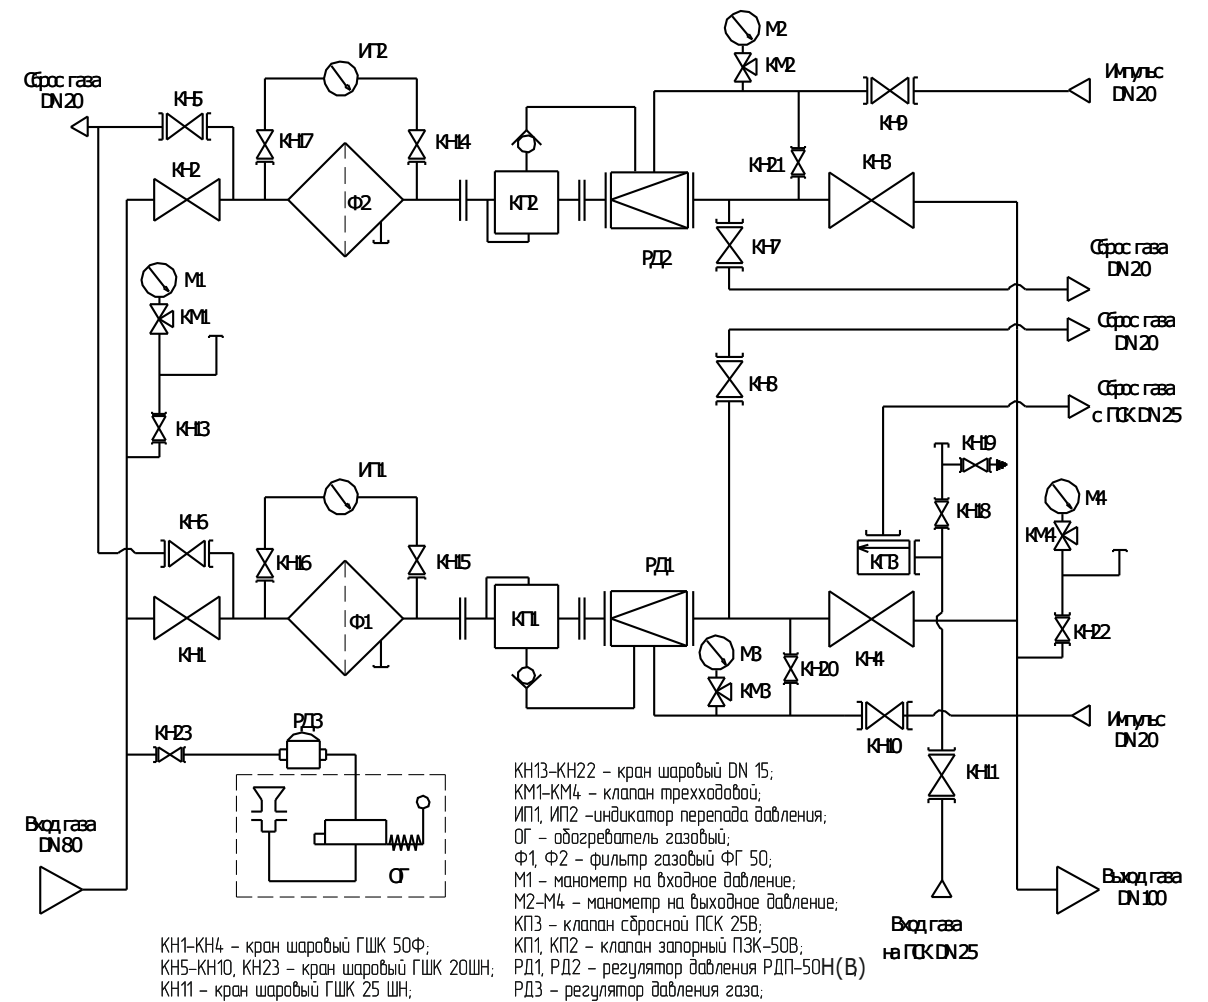 М2
ИП2
КМ2
Импульс
DN 20
Сброс газа
DN 20
КН5
КН9
КН17
КН14
КН21
КН3
КН2
Ф2
КП2
РД2
КН7
Сброс газа
DN 20
М1
КМ1
Сброс газа
DN 20
КН8
Сброс газа
с ПСК DN 25
КН13
КН19
ИП1
М4
КН18
КН6
КМ4
КН16
КН15
РД1
КП3
КП1
Ф1
КН22
КН1
М3
КН20
КН4
КМ3
РД3
КН23
КН10
Импульс
DN 20
КН11
Вход газа
DN 80
ОГ
Выход газа
DN 100
Вход газа
на ПСК DN 25
КН13-КН22 - кран шаровый DN 15;
КМ1-КМ4 - клапан трехходовой;
ИП1, ИП2 -индикатор перепада давления;
ОГ - обогреватель газовый;
Ф1, Ф2 - фильтр газовый ФГ 50;
М1 - манометр на входное давление;
М2-М4 - манометр на выходное давление;
КП3 - клапан сбросной ПСК 25В;
КП1, КП2 - клапан запорный ПЗК-50В;
РД1, РД2 - регулятор давления РДП-50Н(В)
РД3 - регулятор давления газа;
КН1-КН4 - кран шаровый ГШК 50Ф;
КН5-КН10, КН23 - кран шаровый ГШК 20ШН;
КН11 - кран шаровый ГШК 25 ШН;